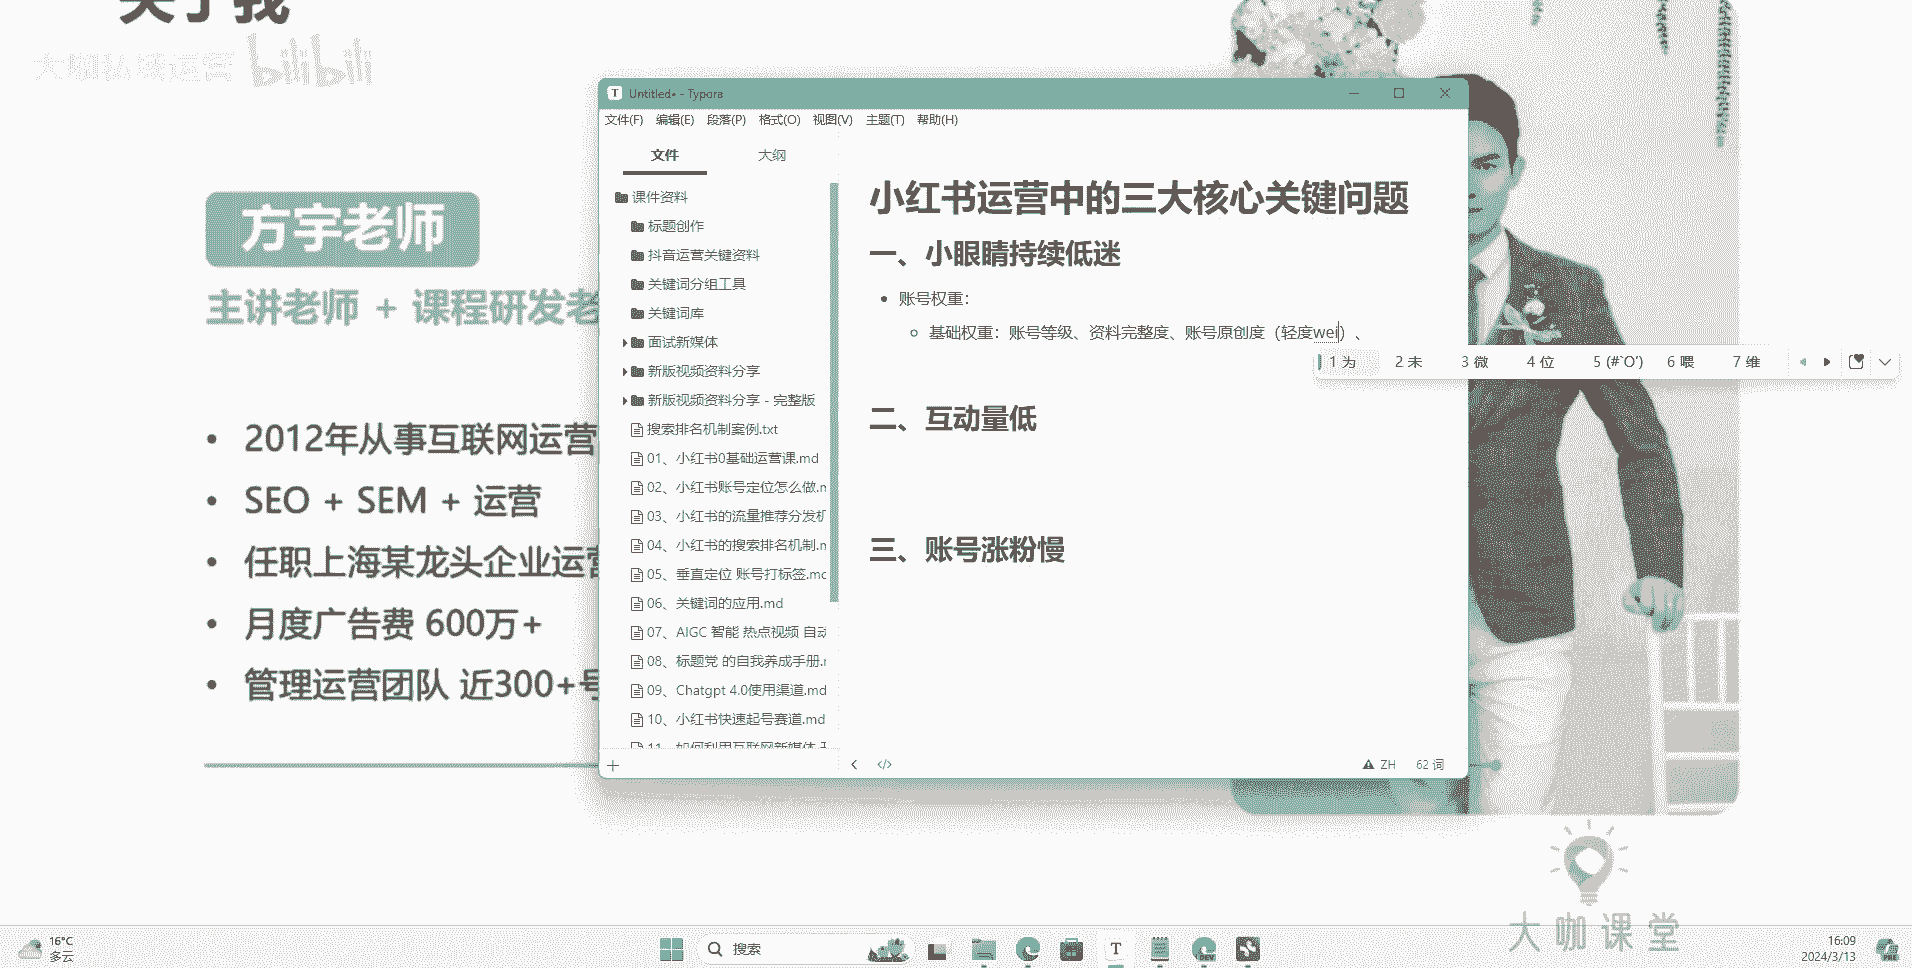 关于我
大咖私域运营 bilibili
方宇老师
主讲老师 + 课程研发老
2012年从事互联网运营
SEO + SEM + 运营
任职上海某龙头企业运营
月度广告费 600万+
管理运营团队 近300+号
Untitled• - Typora
文件(F) 编辑(E) 段落(P) 格式(O) 视图(V) 主题(T) 帮助(H)
文件 大纲
课件资料
标题创作
抖音运营关键资料
关键词分组工具
关键词库
面试新媒体
新版视频资料分享
新版视频资料分享 - 完整版
搜索排名机制案例.txt
01、小红书0基础运营课.md
02、小红书账号定位怎么做.m
03、小红书的流量推荐分发机
04、小红书的搜索排名机制.m
05、垂直定位 账号打标签.md
06、关键词的应用.md
07、AIGC 智能 热点视频 自动
08、标题党 的自我养成手册.m
09、Chatgpt 4.0使用渠道.md
10、小红书快速起号赛道.md
11、如何利用互联网新媒体
小红书运营中的三大核心关键问题
一、小眼睛持续低迷
账号权重：
基础权重：账号等级、资料完整度、账号原创度（轻度wei）、
1 为 2 未 3 微 4 位 5 (#`O′) 6 喂 7 维
二、互动量低
三、账号涨粉慢
ZH 62 词
大咖课堂
16°C
多云
搜索
DEV
16:09
2024/3/13
PRE